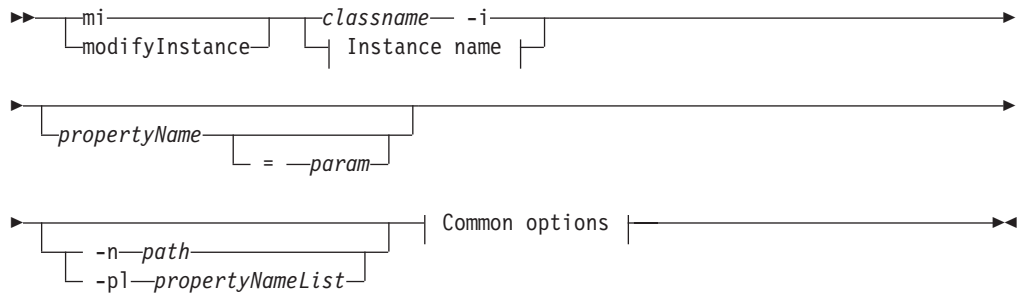 mi classname -i
modifyInstance Instance name
propertyName
= param
Common options
-n path
-pl propertyNameList